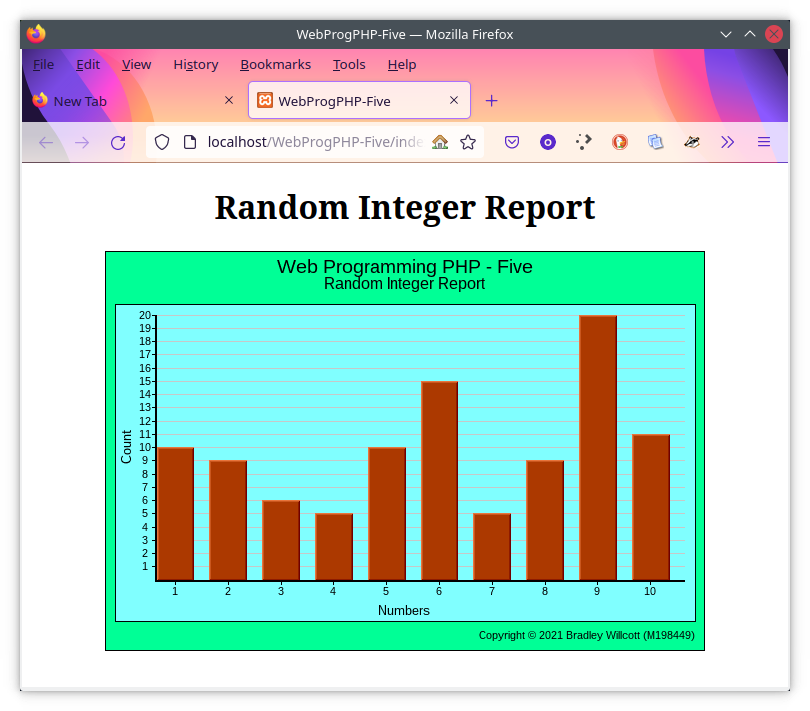 WebProgPHP-Five — Mozilla Firefox
File Edit View History Bookmarks Tools Help
New Tab
WebProgPHP-Five
localhost/WebProgPHP-Five/inde
Random Integer Report
Web Programming PHP - Five
Random Integer Report
20
19
18
17
16
15
14
13
12
11
10
9
8
7
6
5
4
3
2
1
Count
1 2 3 4 5 6 7 8 9 10
Numbers
Copyright © 2021 Bradley Willcott (M198449)